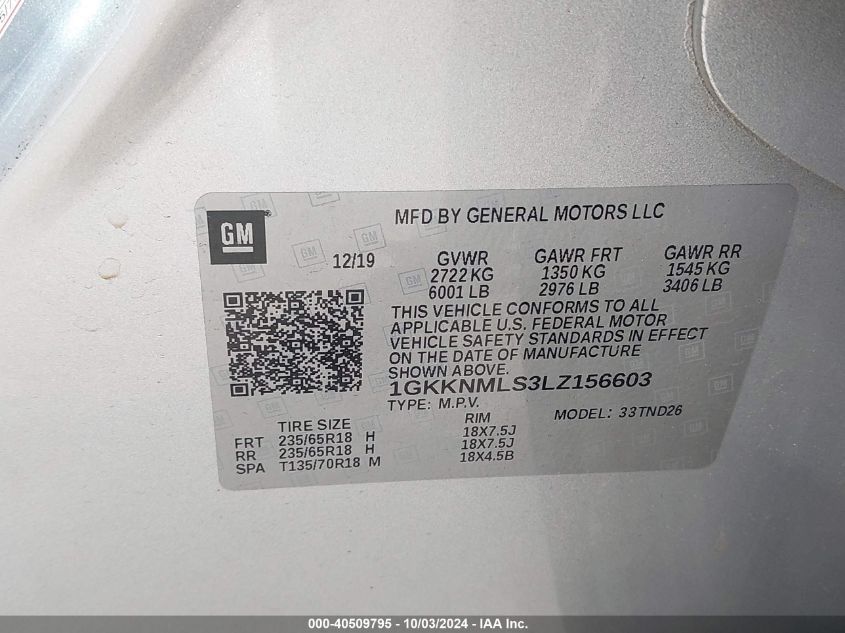 GM
MFD BY GENERAL MOTORS LLC
12/19
GVWR GAWR FRT GAWR RR
2722 KG 1350 KG 1545 KG
6001 LB 2976 LB 3406 LB
THIS VEHICLE CONFORMS TO ALL
APPLICABLE U.S. FEDERAL MOTOR
VEHICLE SAFETY STANDARDS IN EFFECT
ON THE DATE OF MANUFACTURE
SHOWN ABOVE.
1GKKNMLS3LZ156603
TYPE: M.P.V. MODEL: 33TND26
TIRE SIZE RIM
FRT 235/65R18 H 18X7.5J
RR 235/65R18 H 18X7.5J
SPA T135/70R18 M 18X4.5B
000-40509795 - 10/03/2024 - IAA Inc.